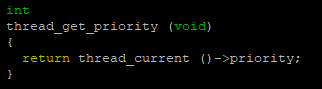 int
thread_get_priority (void)
{
  return thread_current ()->priority;
}